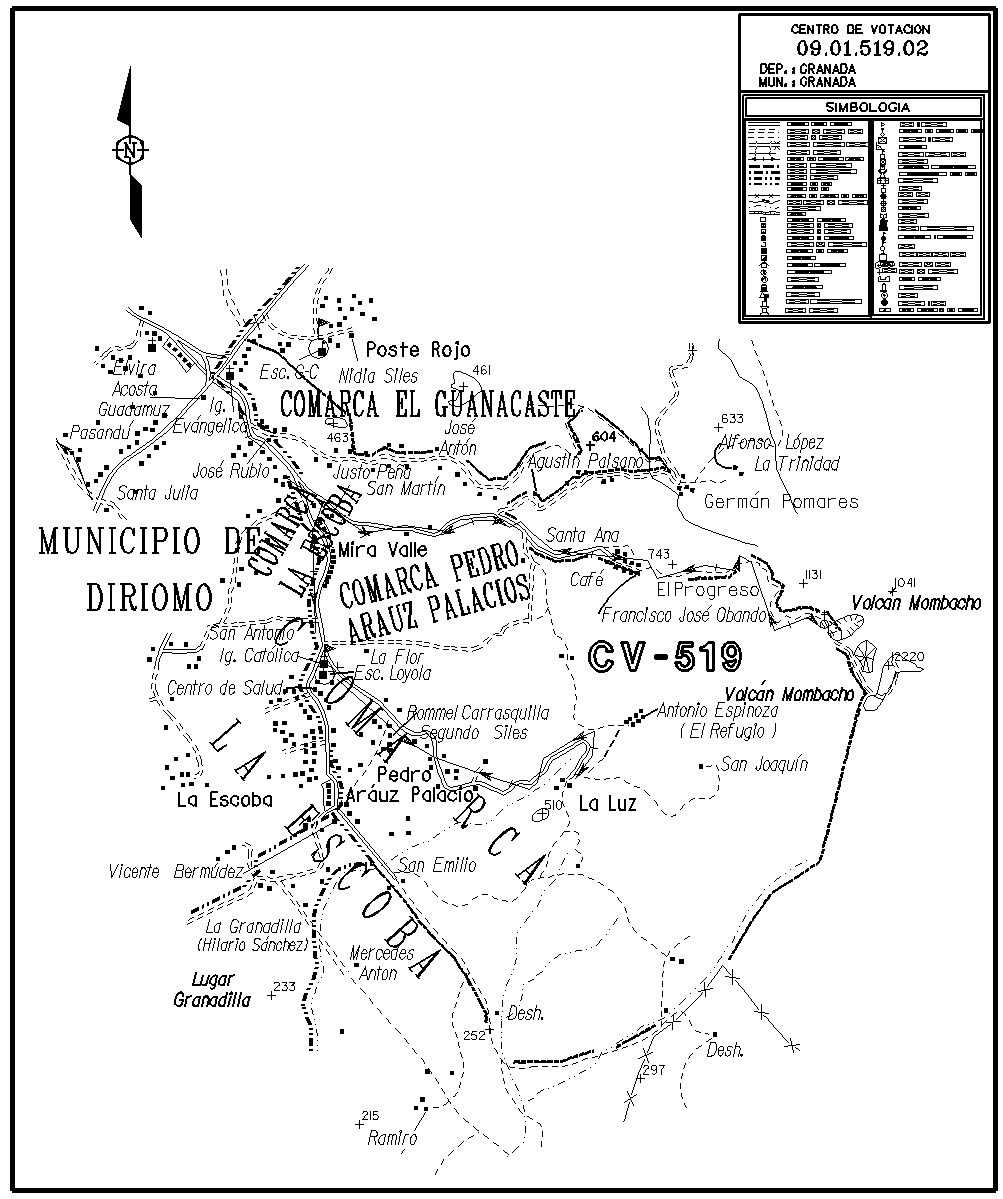 CENTRO DE VOTACION
09.01.519.02
DEP. : GRANADA
MUN. : GRANADA
SIMBOLOGIA
N
Poste Rojo
Elvira
Acosta
Guadamuz
Esc. G-C
Nidia Siles
461
COMARCA EL GUANACASTE
Pasandú
Ig.
Evángelica
463
José
Antón
604
633
Alfonso López
La Trinidad
José Rubio
Justo Peña
San Martín
Agustín Palsano
Santa Julia
Germán Pomares
MUNICIPIO DE
DIRIOMO
COMARCA
LA ESCOBA
Mira Valle
COMARCA PEDRO
ARAUZ PALACIOS
Santa Ana
743
Café
El Progreso
Francisco José Obando
1131
1041
Volcán Mombacho
San Antonio
Ig. Católica
La Flor
Esc. Loyola
Centro de Salud
CV-519
12220
Volcán Mombacho
Rommel Carrasquilla
Segundo Siles
Antonio Espinoza
( El Refugio )
San Joaquín
Pedro
Aráuz Palacio
La Escoba
510
La Luz
COMARCA
LA ESCOBA
Vicente Bermúdez
215
San Emilio
La Granadilla
(Hilario Sánchez)
Mercedes
Anton
Lugar
Granadilla
233
Desh.
252
Desh.
297
215
Ramiro